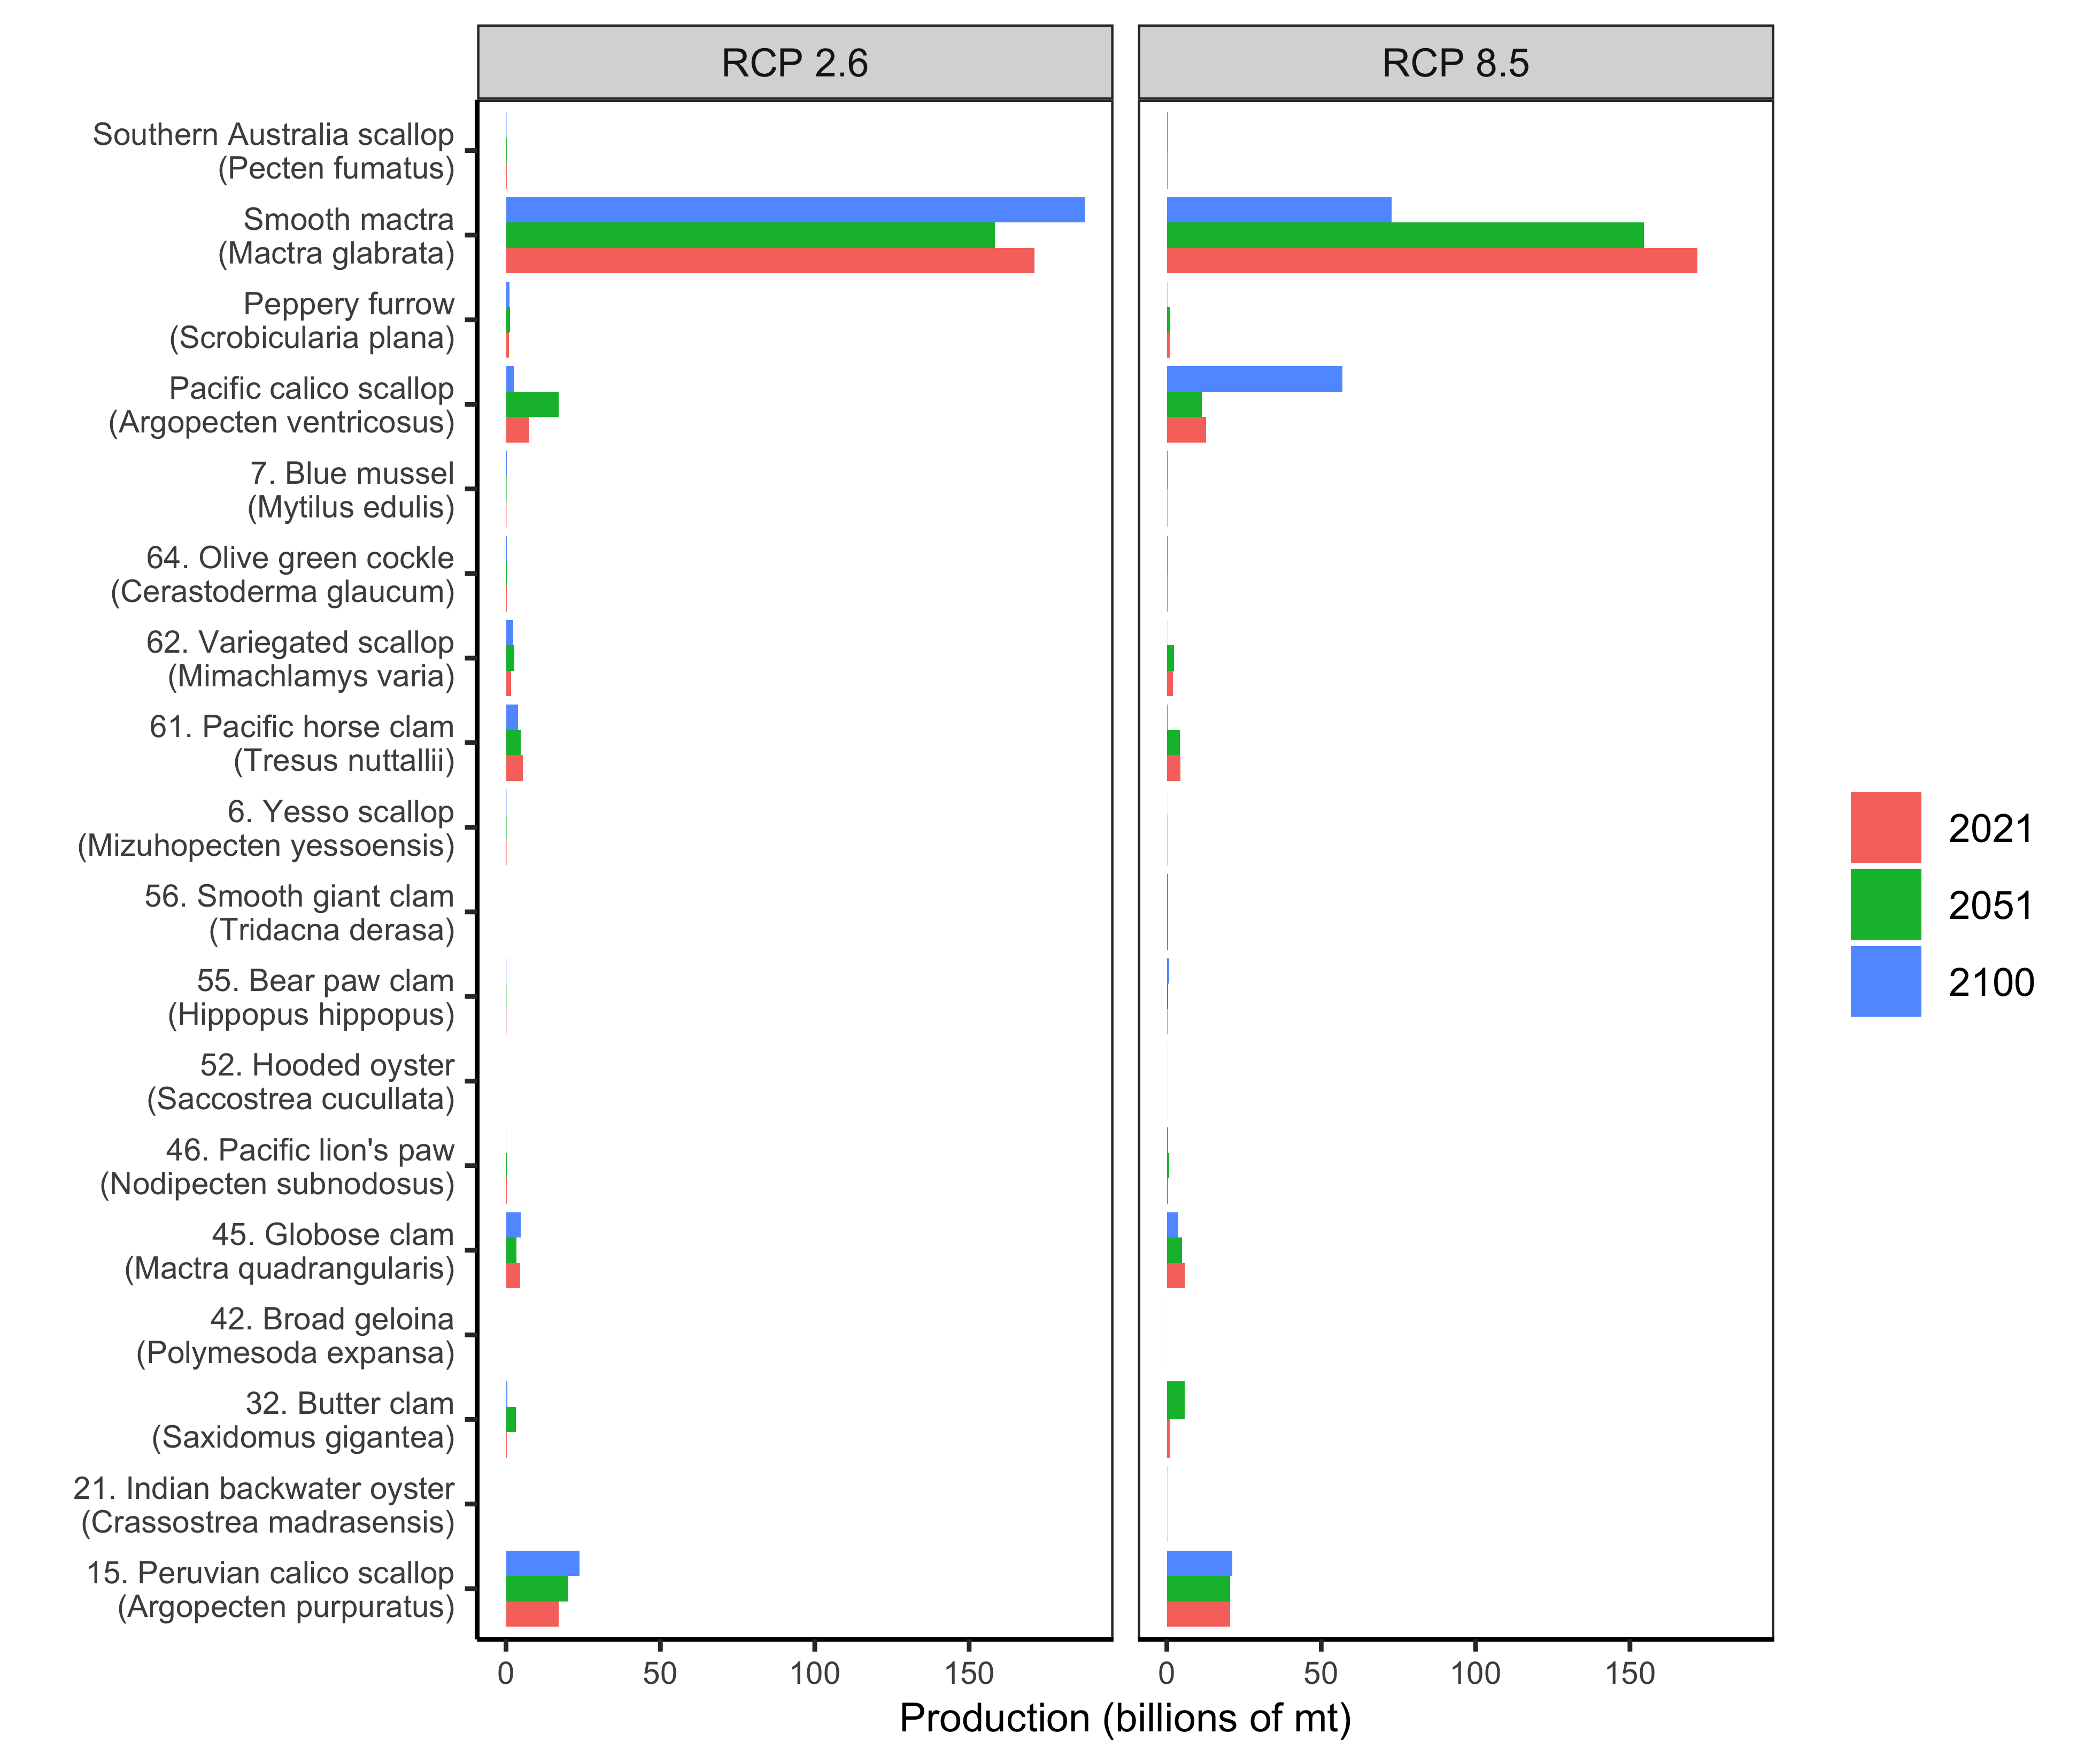 RCP 2.6
RCP 8.5
Southern Australia scallop
(Pecten fumatus)
Smooth mactra
(Mactra glabrata)
Peppery furrow
(Scrobicularia plana)
Pacific calico scallop
(Argopecten ventricosus)
7. Blue mussel
(Mytilus edulis)
64. Olive green cockle
(Cerastoderma glaucum)
62. Variegated scallop
(Mimachlamys varia)
61. Pacific horse clam
(Tresus nuttallii)
6. Yesso scallop
(Mizuhopecten yessoensis)
56. Smooth giant clam
(Tridacna derasa)
55. Bear paw clam
(Hippopus hippopus)
52. Hooded oyster
(Saccostrea cucullata)
46. Pacific lion's paw
(Nodipecten subnodosus)
45. Globose clam
(Mactra quadrangularis)
42. Broad geloina
(Polymesoda expansa)
32. Butter clam
(Saxidomus gigantea)
21. Indian backwater oyster
(Crassostrea madrasensis)
15. Peruvian calico scallop
(Argopecten purpuratus)
0 50 100 150
0 50 100 150
Production (billions of mt)
2021
2051
2100